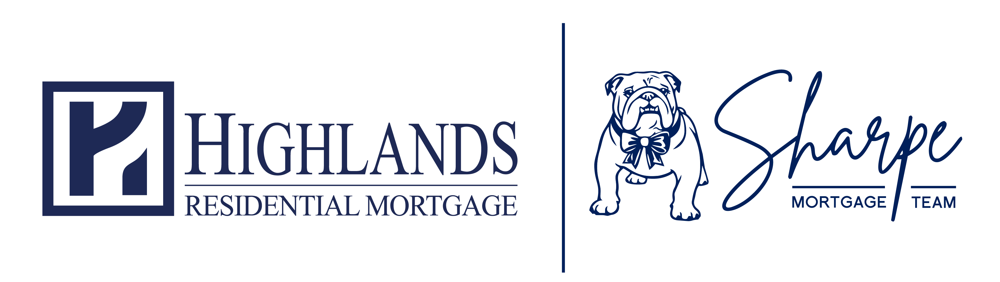 HIGHLANDS
RESIDENTIAL MORTGAGE
Sharpe
MORTGAGE TEAM